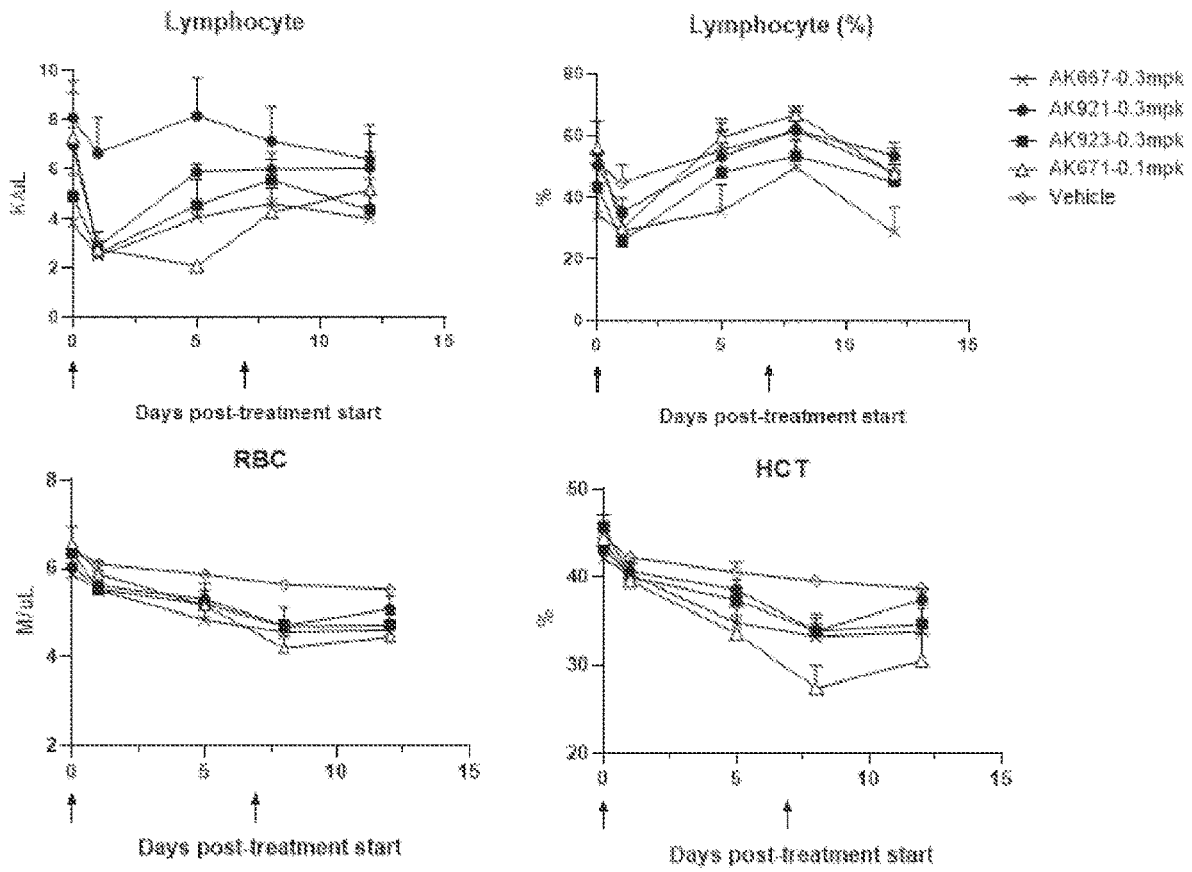 Lymphocyte
10
8
6
4
2
0
K/uL
0 5 10 15
Days post-treatment start
Lymphocyte (%)
80
60
40
20
0
%
0 5 10 15
Days post-treatment start
AK667-0.3mpk
AK921-0.3mpk
AK923-0.3mpk
AK671-0.1mpk
Vehicle
RBC
8
6
4
2
M/uL
0 5 10 15
Days post-treatment start
HCT
50
40
30
20
%
0 5 10 15
Days post-treatment start